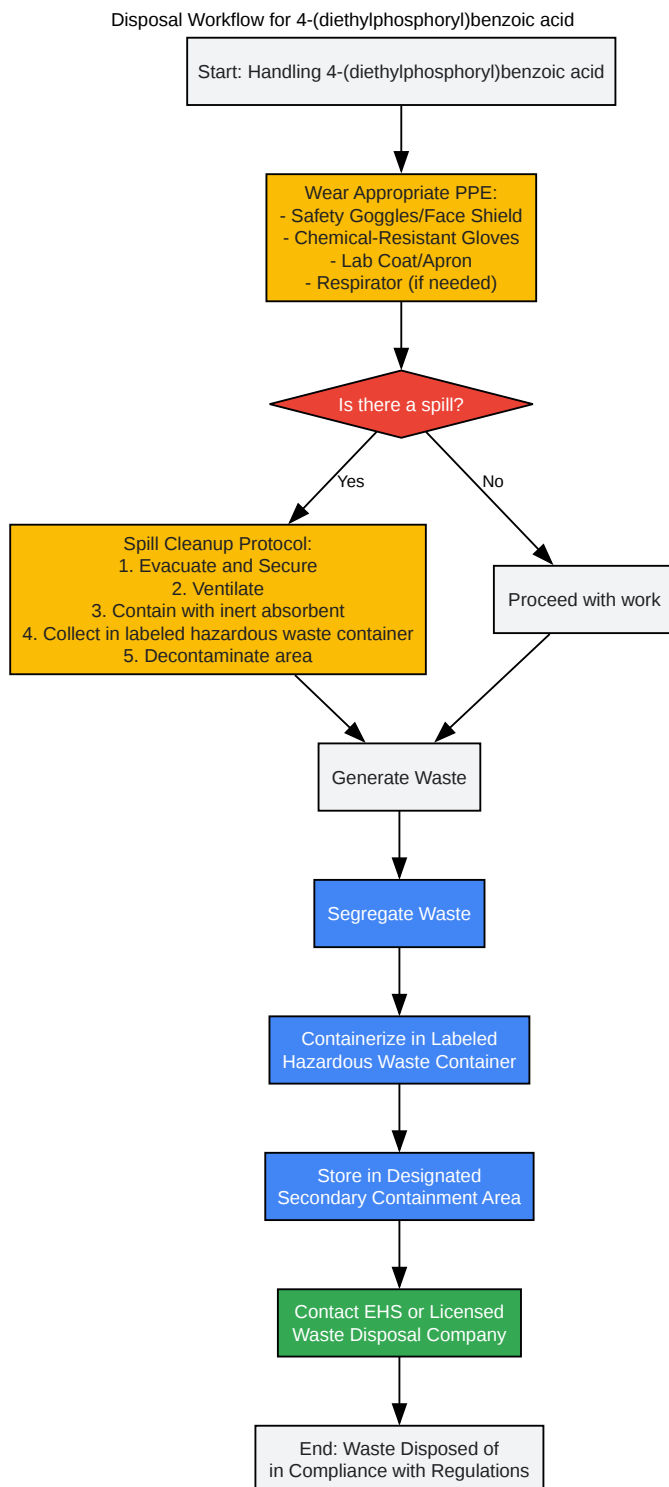 Disposal Workflow for 4-(diethylphosphoryl)benzoic acid
Start: Handling 4-(diethylphosphoryl)benzoic acid
Wear Appropriate PPE:
- Safety Goggles/Face Shield
- Chemical-Resistant Gloves
- Lab Coat/Apron
- Respirator (if needed)
Is there a spill?
Yes
No
Spill Cleanup Protocol:
1. Evacuate and Secure
2. Ventilate
3. Contain with inert absorbent
4. Collect in labeled hazardous waste container
5. Decontaminate area
Proceed with work
Generate Waste
Segregate Waste
Containerize in Labeled
Hazardous Waste Container
Store in Designated
Secondary Containment Area
Contact EHS or Licensed
Waste Disposal Company
End: Waste Disposed of
in Compliance with Regulations